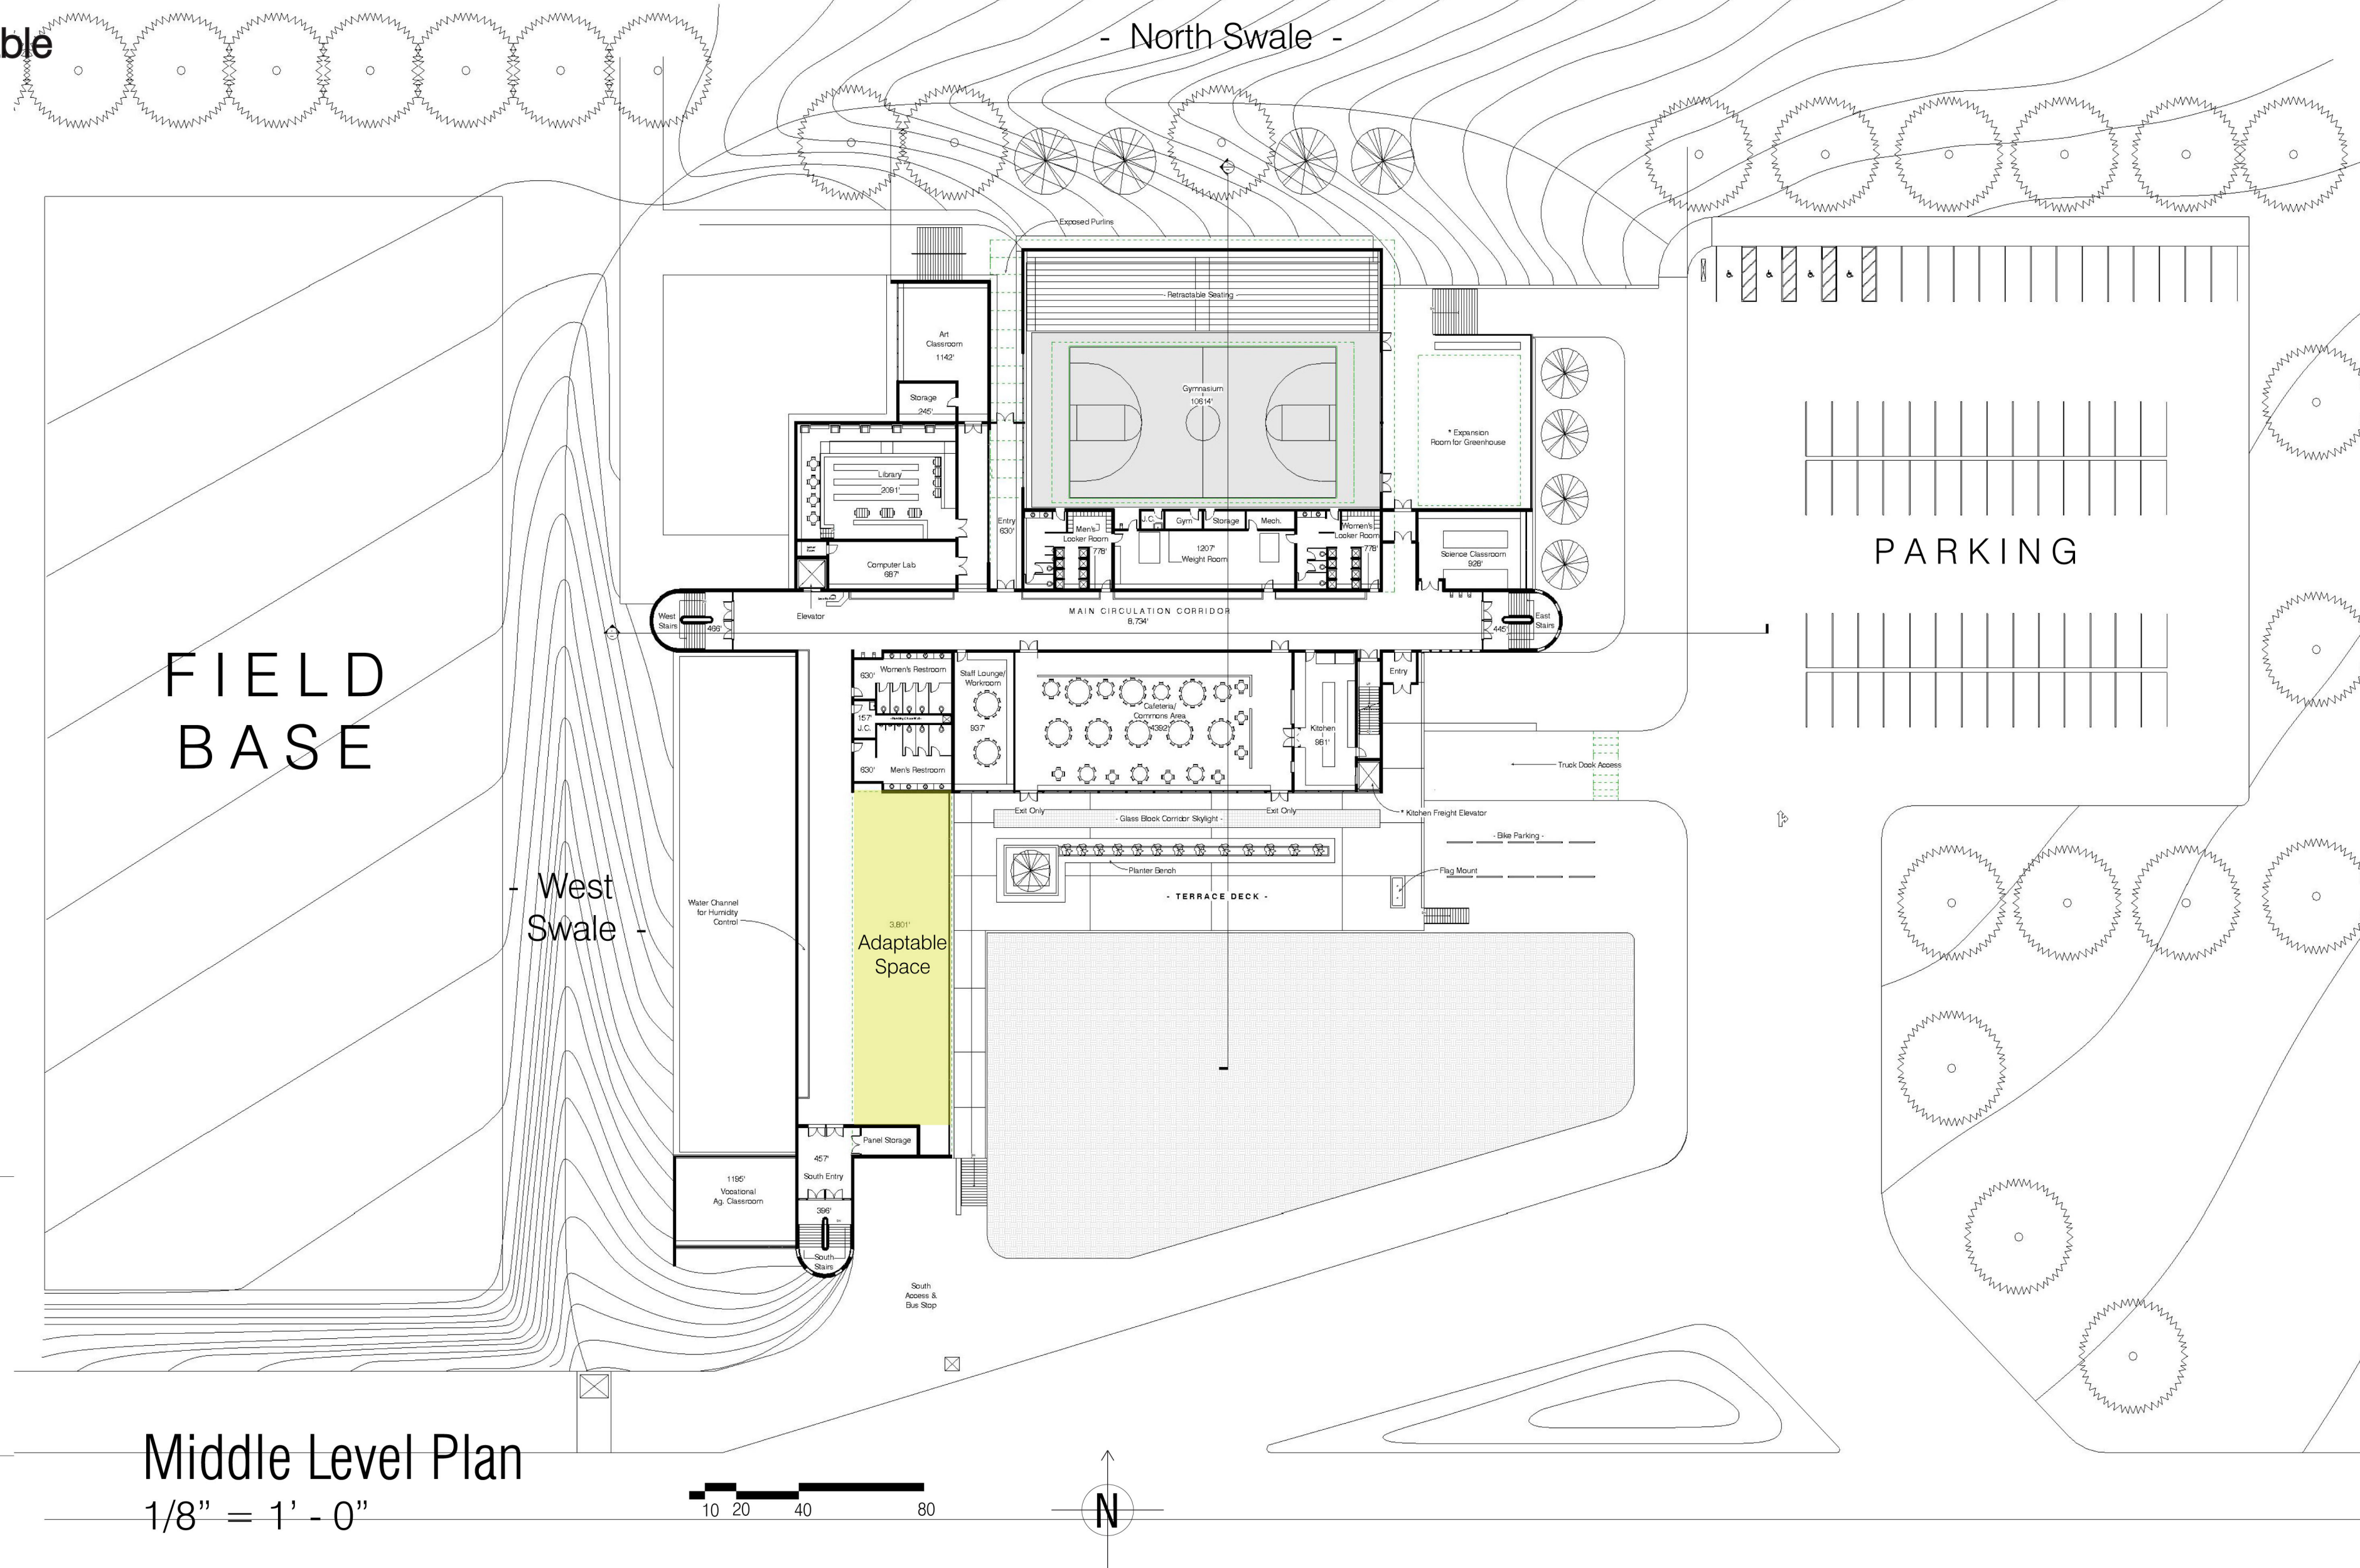 ble
- North Swale -
Exposed Purlins
- Retractable Seating -
Art
Classroom
1142'
Storage
245'
Gymnasium
10614'
* Expansion
Room for Greenhouse
Library
2091'
Entry
630'
Men's
Locker Room
778'
J.C.
Gym
Storage
Mech.
1207'
Weight Room
Women's
Locker Room
778'
Science Classroom
928'
Computer Lab
687'
PARKING
West
Stairs
466'
Elevator
MAIN CIRCULATION CORRIDOR
8,734'
445'
East
Stairs
FIELD
BASE
630'
Women's Restroom
157'
J.C.
630'
Men's Restroom
Staff Lounge/
Workroom
937'
Cafeteria/
Commons Area
4392'
Kitchen
981'
Entry
Truck Dock Access
Exit Only
Exit Only
- Glass Block Corridor Skylight -
* Kitchen Freight Elevator
- Bike Parking -
Planter Bench
Flag Mount
- TERRACE DECK -
- West
Swale -
Water Channel
for Humidity
Control
3,801'
Adaptable
Space
Panel Storage
457'
South Entry
1195'
Vocational
Ag. Classroom
396'
South
Stairs
South
Access &
Bus Stop
Middle Level Plan
1/8” = 1’ - 0”
10 20 40 80
N